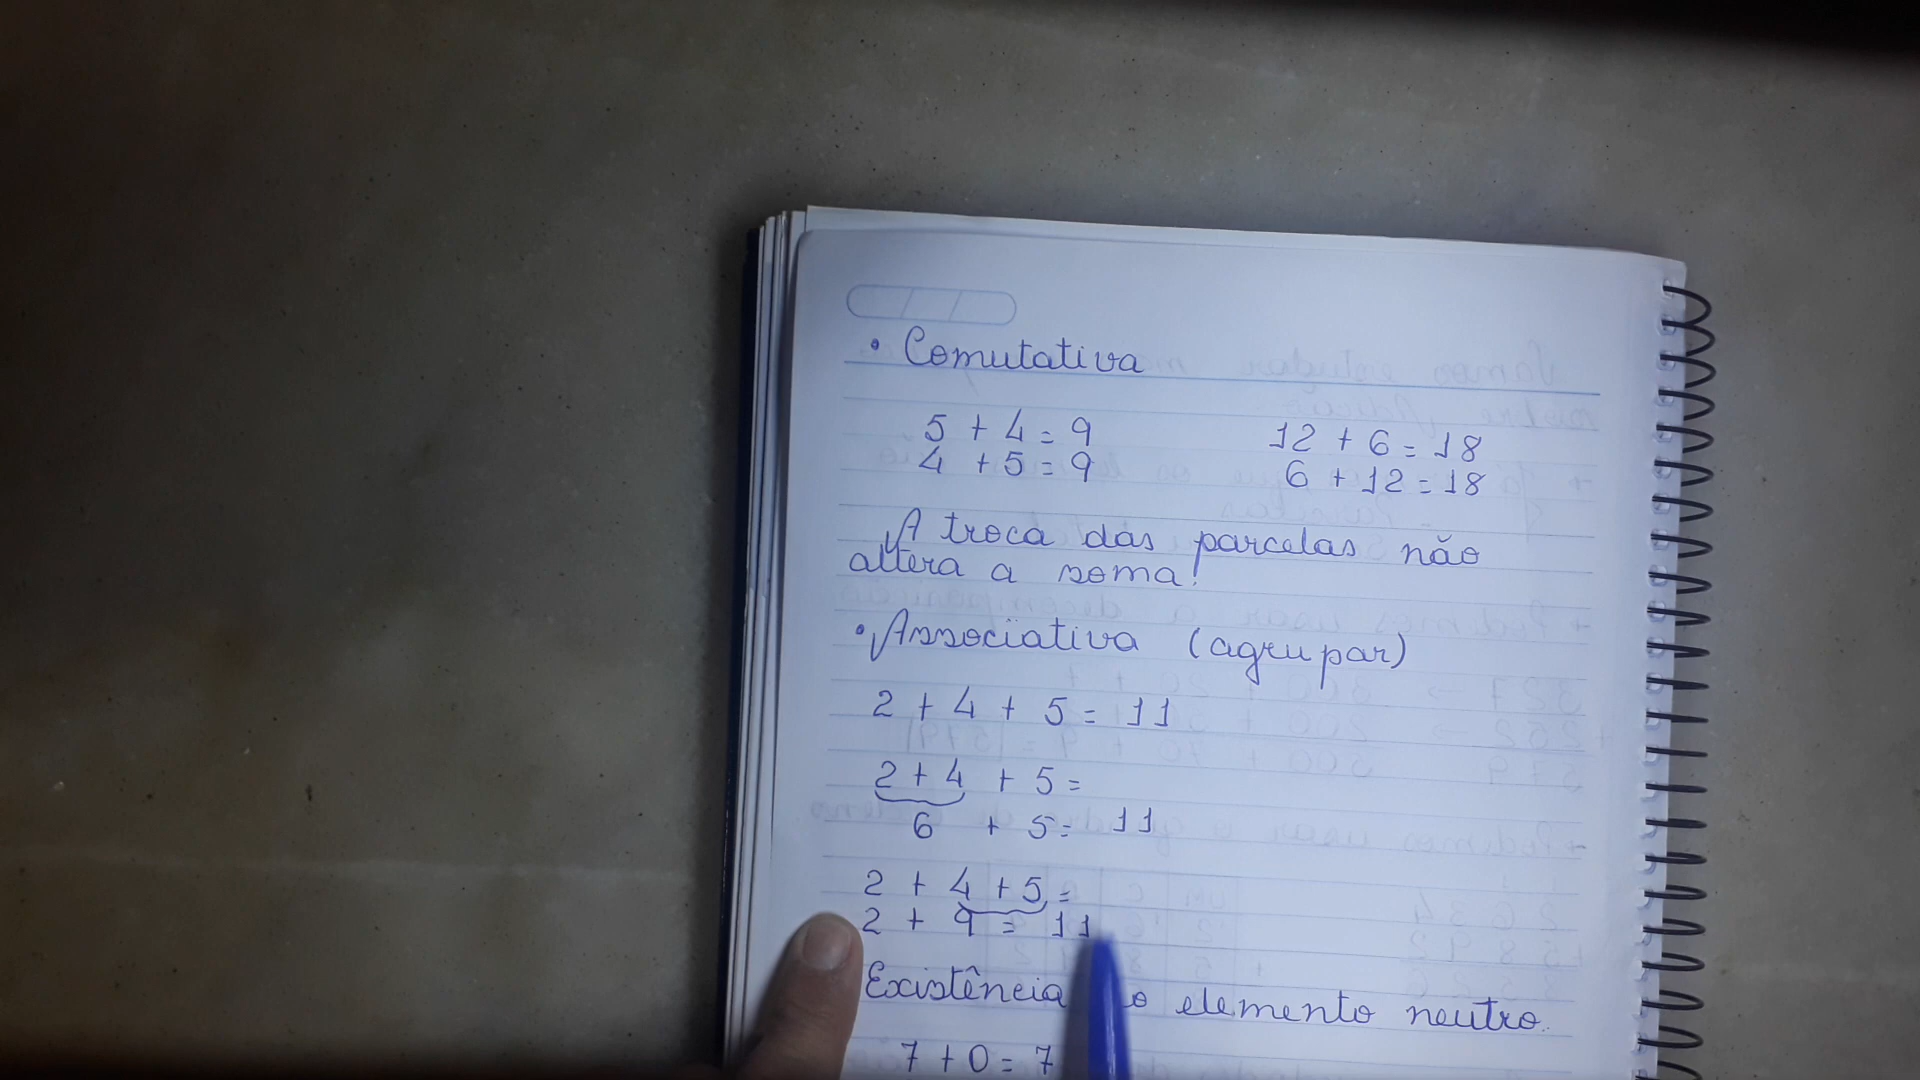 • Comutativa
5 + 4 = 9 12 + 6 = 18
4 + 5 = 9 6 + 12 = 18
A troca das parcelas não
altera a soma!
• Associativa (agrupar)
2 + 4 + 5 = 11
2 + 4 + 5 =
6 + 5 = 11
2 + 4 + 5 =
2 + 9 = 11
Existência o elemento neutro.
7 + 0 = 7